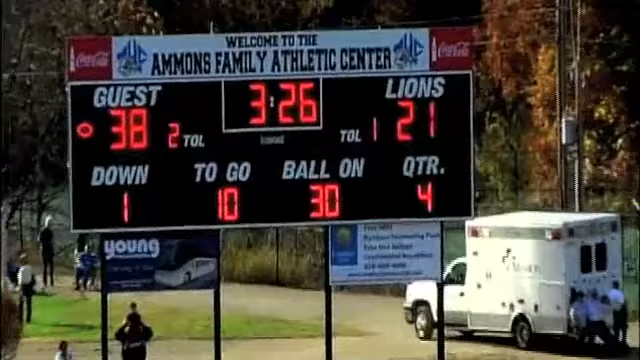 WELCOME TO THE
Coca-Cola AMMONS FAMILY ATHLETIC CENTER Coca-Cola
GUEST 3:26 LIONS
38 2 TOL TOL 1 21
DOWN TO GO BALL ON QTR.
1 10 30 4
young